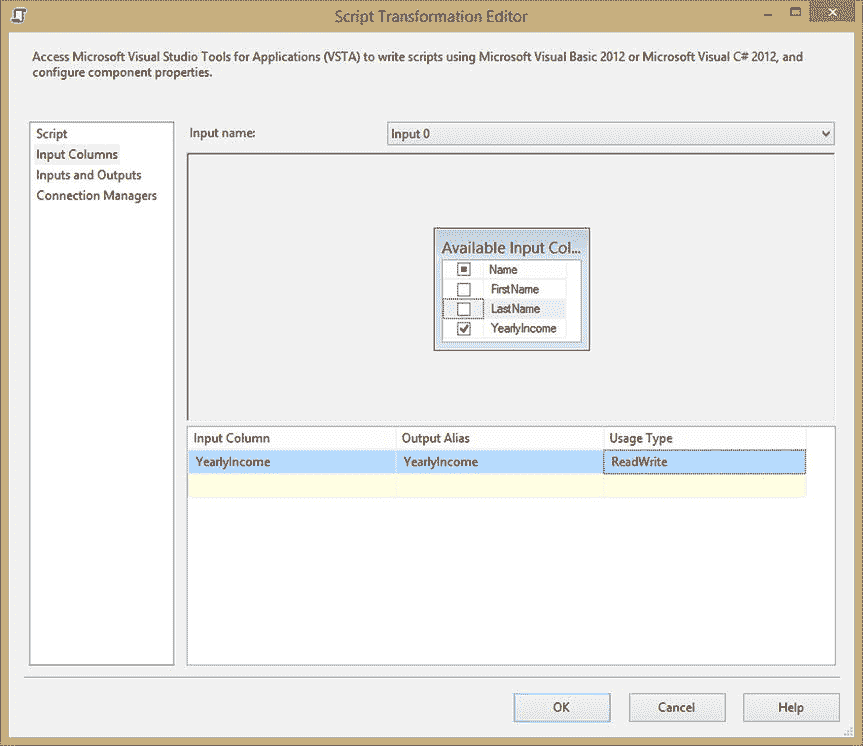 Script Transformation Editor
Access Microsoft Visual Studio Tools for Applications (VSTA) to write scripts using Microsoft Visual Basic 2012 or Microsoft Visual C# 2012, and
configure component properties.
Script
Input Columns
Inputs and Outputs
Connection Managers
Input name:
Input 0
Available Input Col...
Name
FirstName
LastName
YearlyIncome
Input Column Output Alias Usage Type
YearlyIncome YearlyIncome ReadWrite
OK Cancel Help